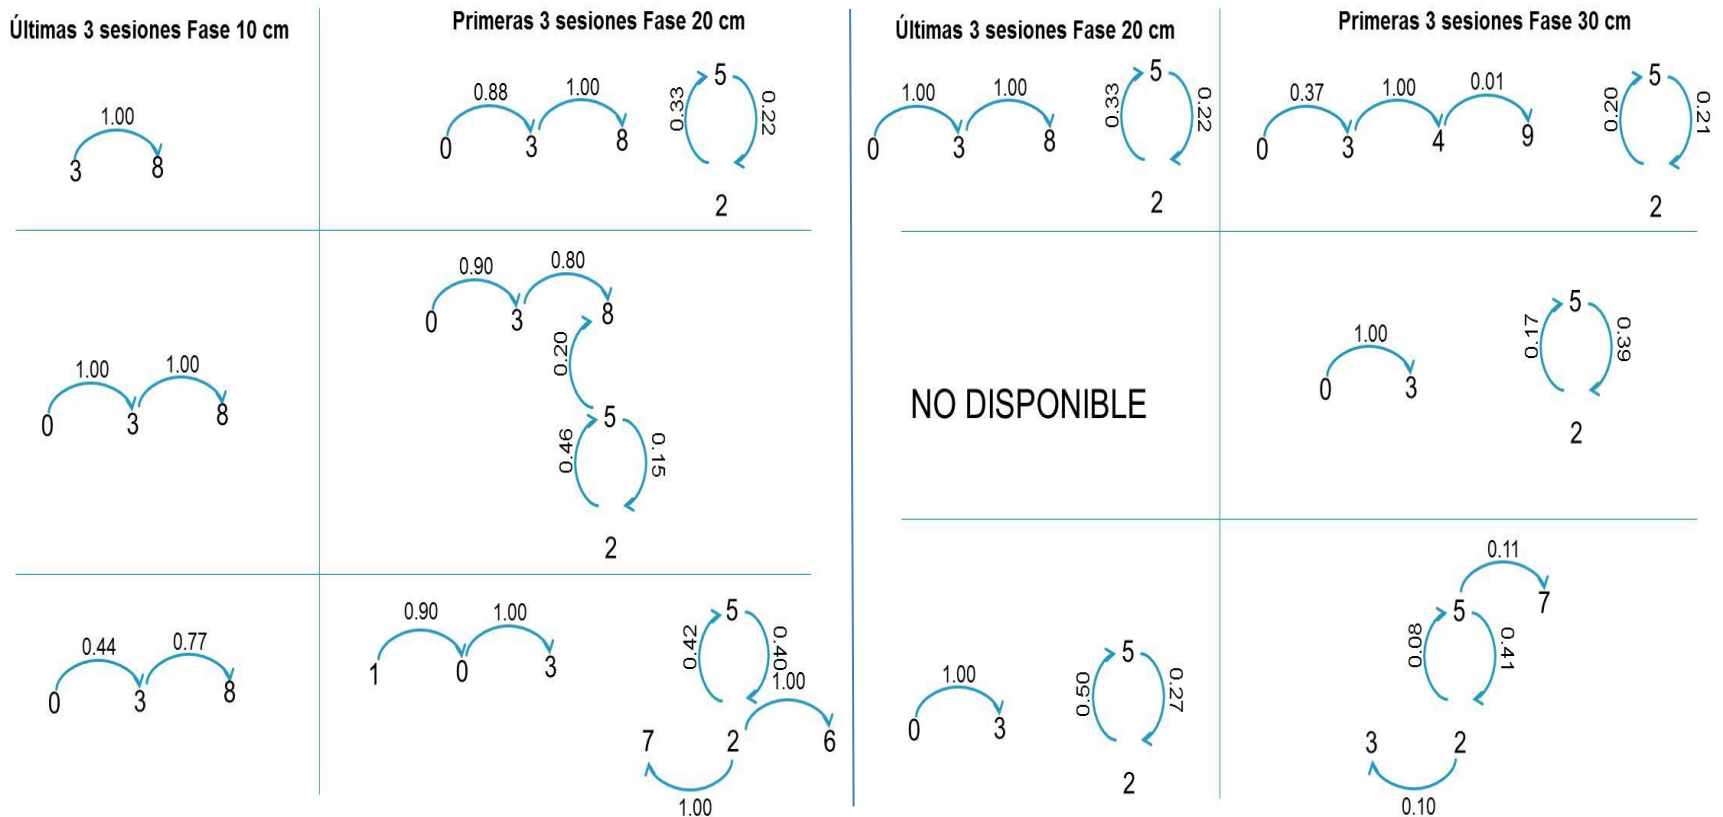 Últimas 3 sesiones Fase 10 cm
Primeras 3 sesiones Fase 20 cm
Últimas 3 sesiones Fase 20 cm
Primeras 3 sesiones Fase 30 cm
1.00
3 8
0.88 1.00
0 3 8
5
0.33 0.22
2
1.00 1.00
0 3 8
5
0.33 0.22
2
0.37 1.00 0.01
0 3 4 9
5
0.20 0.21
2
1.00 1.00
0 3 8
0.90 0.80
0 3 8
0.20
5
0.46 0.15
2
NO DISPONIBLE
1.00
0 3
5
0.17 0.39
2
0.44 0.77
0 3 8
0.90 1.00
1 0 3
5
0.42 0.40
1.00
7 2 6
1.00
1.00
0 3
5
0.50 0.27
2
0.11
5 7
0.08 0.41
3 2
0.10